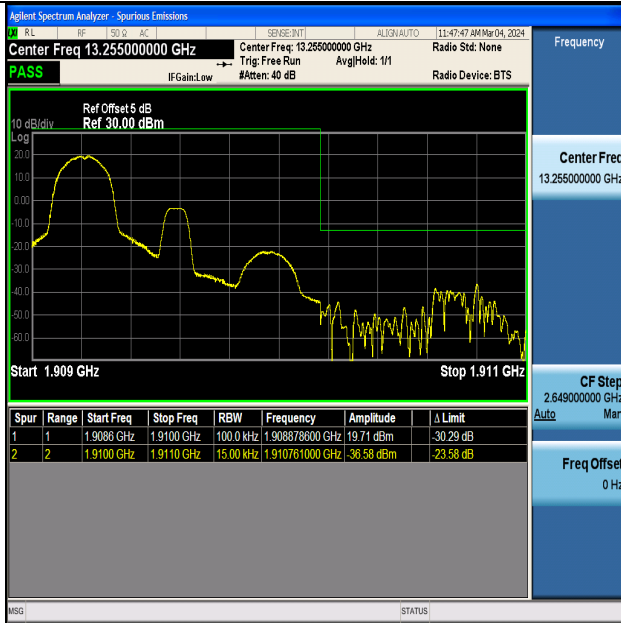 Agilent Spectrum Analyzer - Spurious Emissions
RL RF 50 Ω AC SENSE:INT ALIGNAUTO 11:47:47 AM Mar 04, 2024
Center Freq 13.255000000 GHz
Center Freq: 13.255000000 GHz
Radio Std: None
Trig: Free Run Avg|Hold: 1/1
PASS
IFGain:Low
#Atten: 40 dB
Radio Device: BTS
Ref Offset 5 dB
10 dB/div Ref 30.00 dBm
Log
20.0
10.0
0.00
-10.0
-20.0
-30.0
-40.0
-50.0
-60.0
Start 1.909 GHz Stop 1.911 GHz
Spur Range Start Freq Stop Freq RBW Frequency Amplitude Δ Limit
1 1 1.9086 GHz 1.9100 GHz 100.0 kHz 1.908878600 GHz 19.71 dBm -30.29 dB
2 2 1.9100 GHz 1.9110 GHz 15.00 kHz 1.910761000 GHz -36.58 dBm -23.58 dB
Frequency
Center Freq
13.255000000 GHz
CF Step
2.649000000 GHz
Auto Man
Freq Offset
0 Hz
MSG STATUS